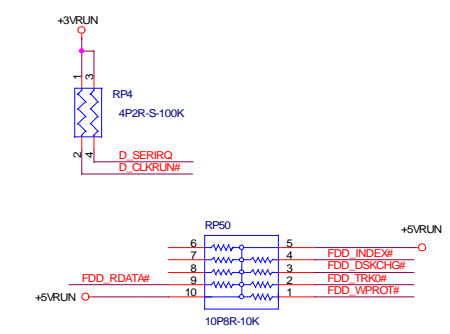 +3VRUN
1 3
RP4
4P2R-S-100K
2 4
D_SERIRQ
D_CLKRUN#
RP50
+5VRUN
6 5
7 4 FDD_INDEX#
8 3 FDD_DSKCHG#
FDD_RDATA# 9 2 FDD_TRK0#
+5VRUN 10 1 FDD_WPROT#
10P8R-10K